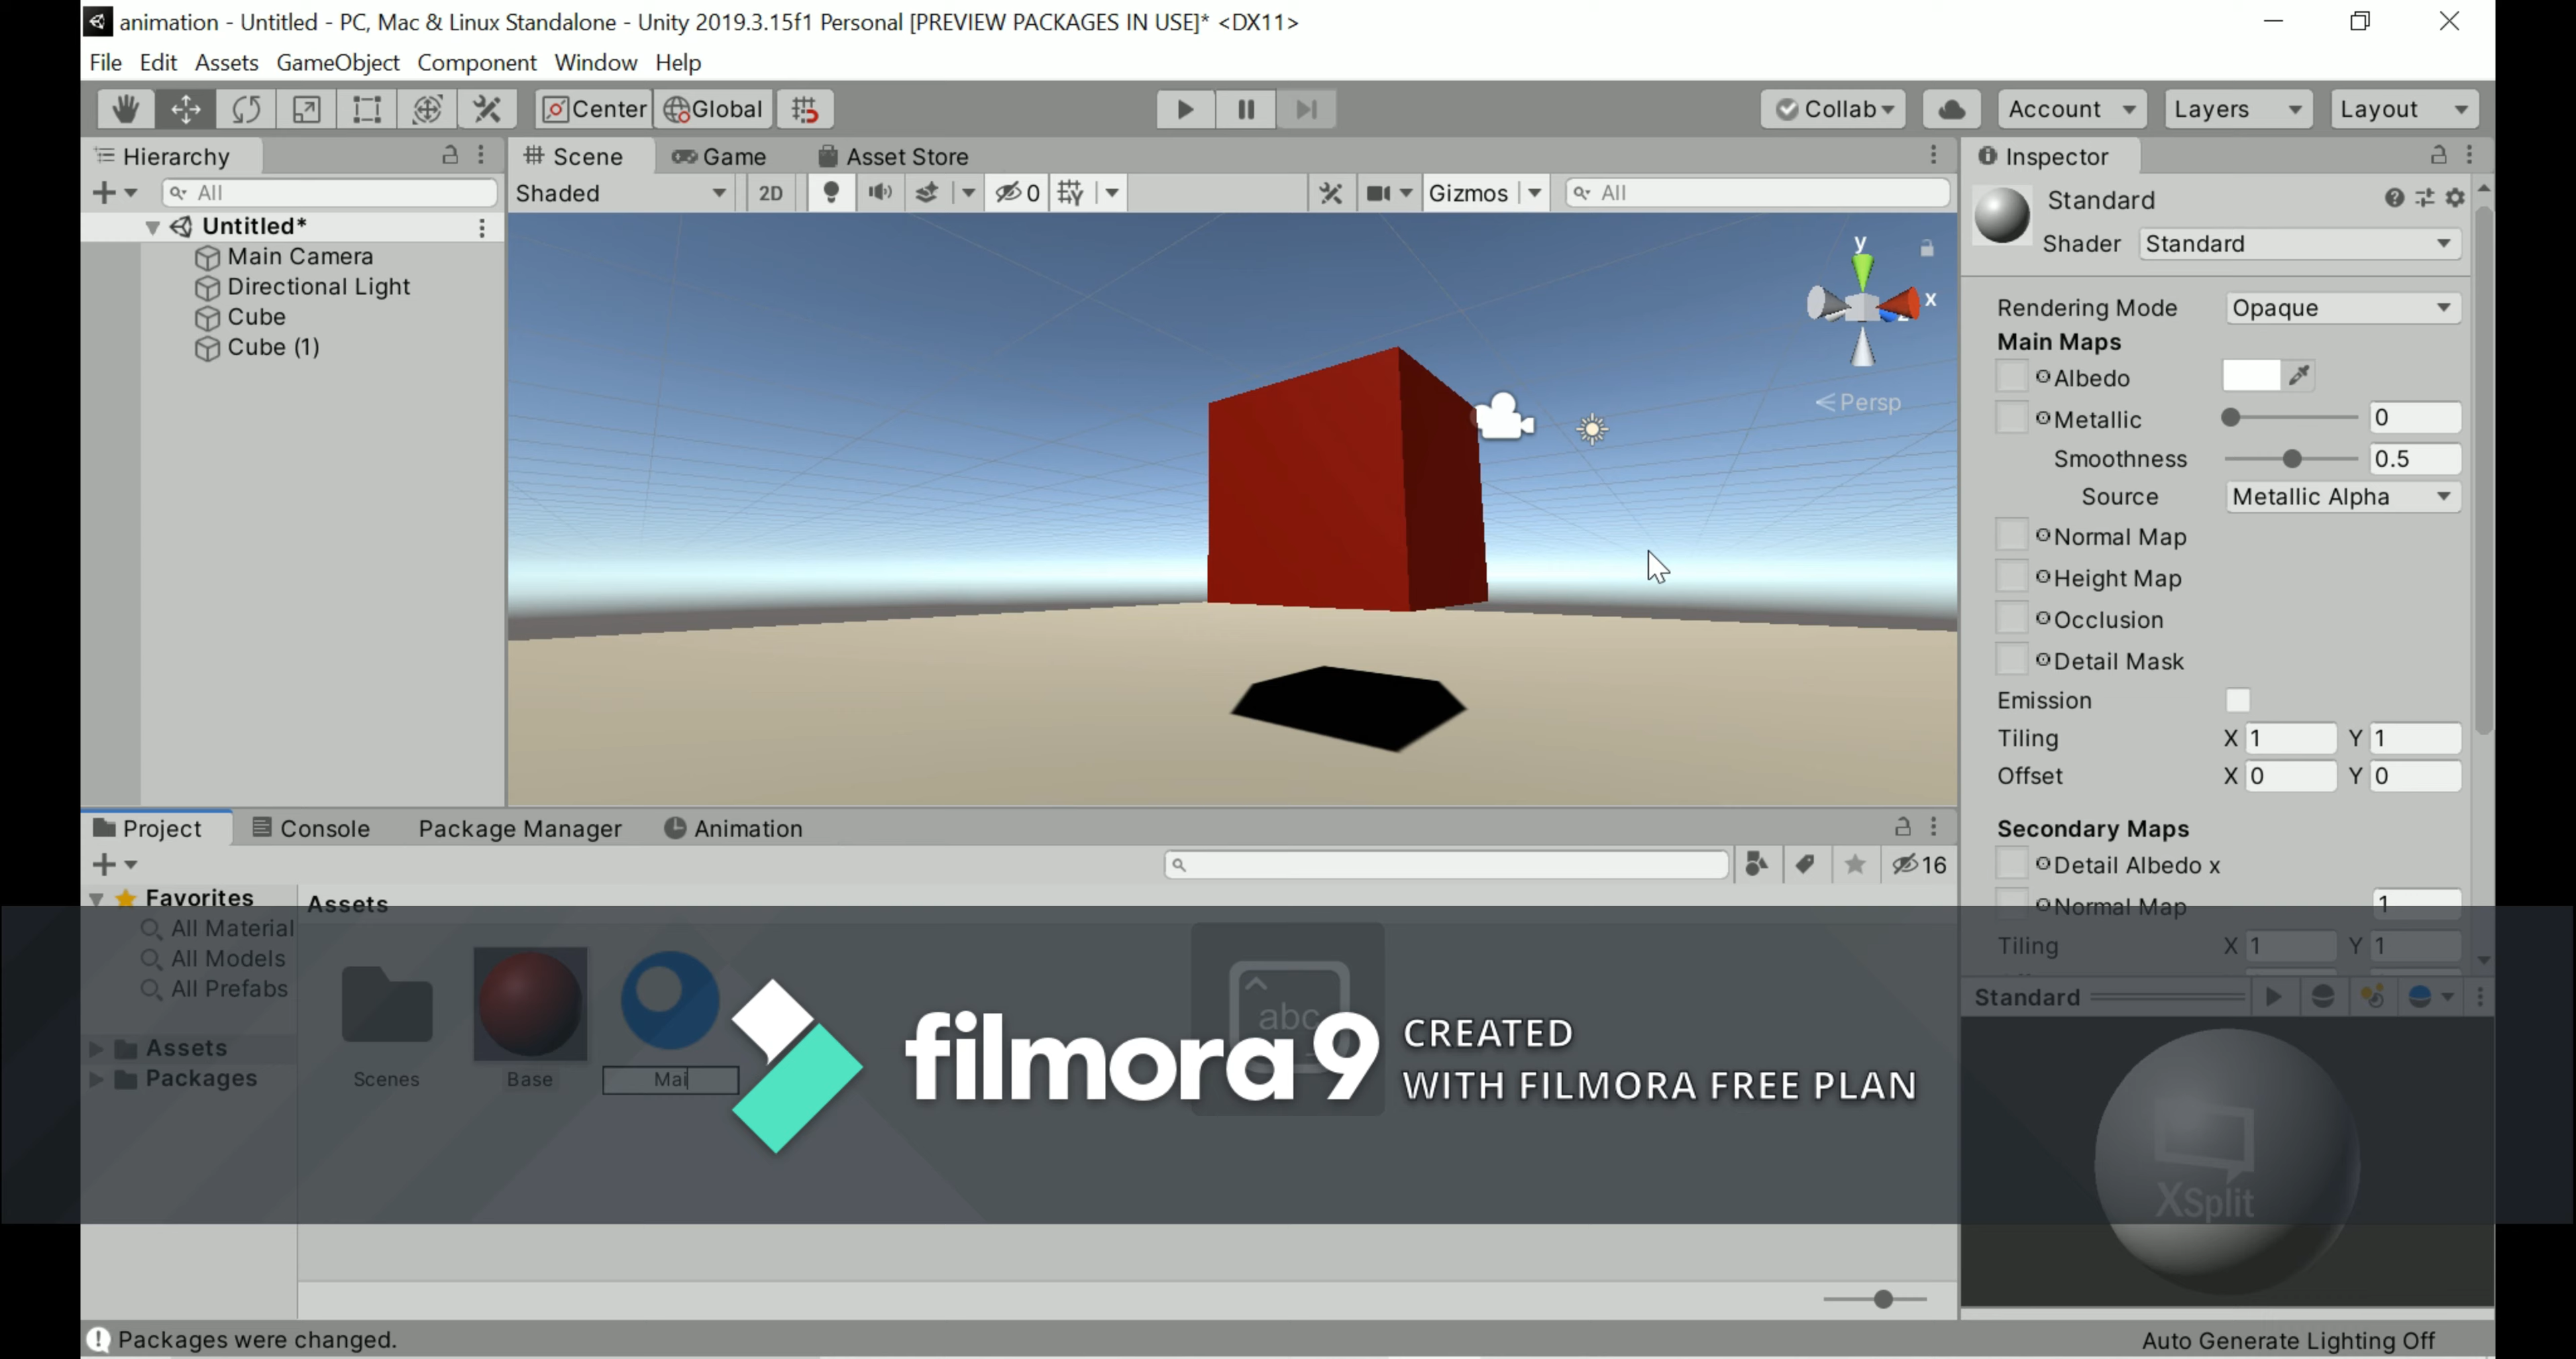 animation - Untitled - PC, Mac & Linux Standalone - Unity 2019.3.15f1 Personal [PREVIEW PACKAGES IN USE]* <DX11>
File Edit Assets GameObject Component Window Help
Center Global Collab Account Layers Layout
Hierarchy
All
Untitled*
Main Camera
Directional Light
Cube
Cube (1)
Scene Game Asset Store
Shaded 2D 0 Gizmos All
y
x
Persp
Inspector
Standard
Shader Standard
Rendering Mode Opaque
Main Maps
Albedo
Metallic 0
Smoothness 0.5
Source Metallic Alpha
Normal Map
Height Map
Occlusion
Detail Mask
Emission
Tiling X 1 Y 1
Offset X 0 Y 0
Secondary Maps
Detail Albedo x
Normal Map 1
Tiling X 1 Y 1
Standard
XSplit
Project Console Package Manager Animation
16
Favorites
All Material
All Models
All Prefabs
Assets
Packages
Assets
Scenes
Base
Mai
abc
filmora9
CREATED
WITH FILMORA FREE PLAN
Packages were changed.
Auto Generate Lighting Off